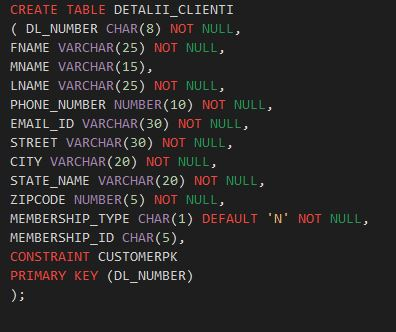 CREATE TABLE DETALII_CLIENTI
( DL_NUMBER CHAR(8) NOT NULL,
FNAME VARCHAR(25) NOT NULL,
MNAME VARCHAR(15),
LNAME VARCHAR(25) NOT NULL,
PHONE_NUMBER NUMBER(10) NOT NULL,
EMAIL_ID VARCHAR(30) NOT NULL,
STREET VARCHAR(30) NOT NULL,
CITY VARCHAR(20) NOT NULL,
STATE_NAME VARCHAR(20) NOT NULL,
ZIPCODE NUMBER(5) NOT NULL,
MEMBERSHIP_TYPE CHAR(1) DEFAULT 'N' NOT NULL,
MEMBERSHIP_ID CHAR(5),
CONSTRAINT CUSTOMERPK
PRIMARY KEY (DL_NUMBER)
);